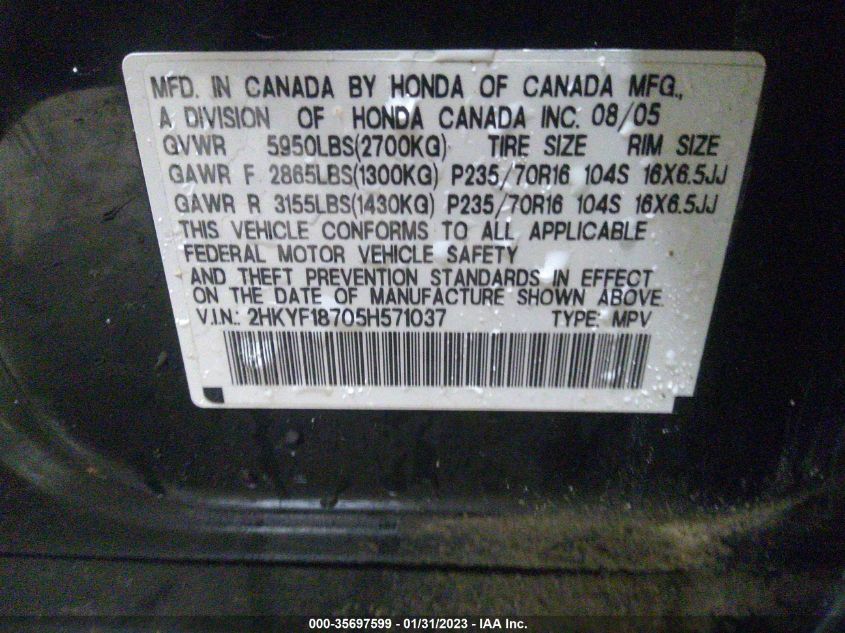 MFD. IN CANADA BY HONDA OF CANADA MFG.,
A DIVISION OF HONDA CANADA INC. 08/05
GVWR 5950LBS(2700KG) TIRE SIZE RIM SIZE
GAWR F 2865LBS(1300KG) P235/70R16 104S 16X6.5JJ
GAWR R 3155LBS(1430KG) P235/70R16 104S 16X6.5JJ
THIS VEHICLE CONFORMS TO ALL APPLICABLE
FEDERAL MOTOR VEHICLE SAFETY
AND THEFT PREVENTION STANDARDS IN EFFECT
ON THE DATE OF MANUFACTURE SHOWN ABOVE.
V.I.N.: 2HKYF18705H571037 TYPE: MPV
000-35697599 - 01/31/2023 - IAA Inc.